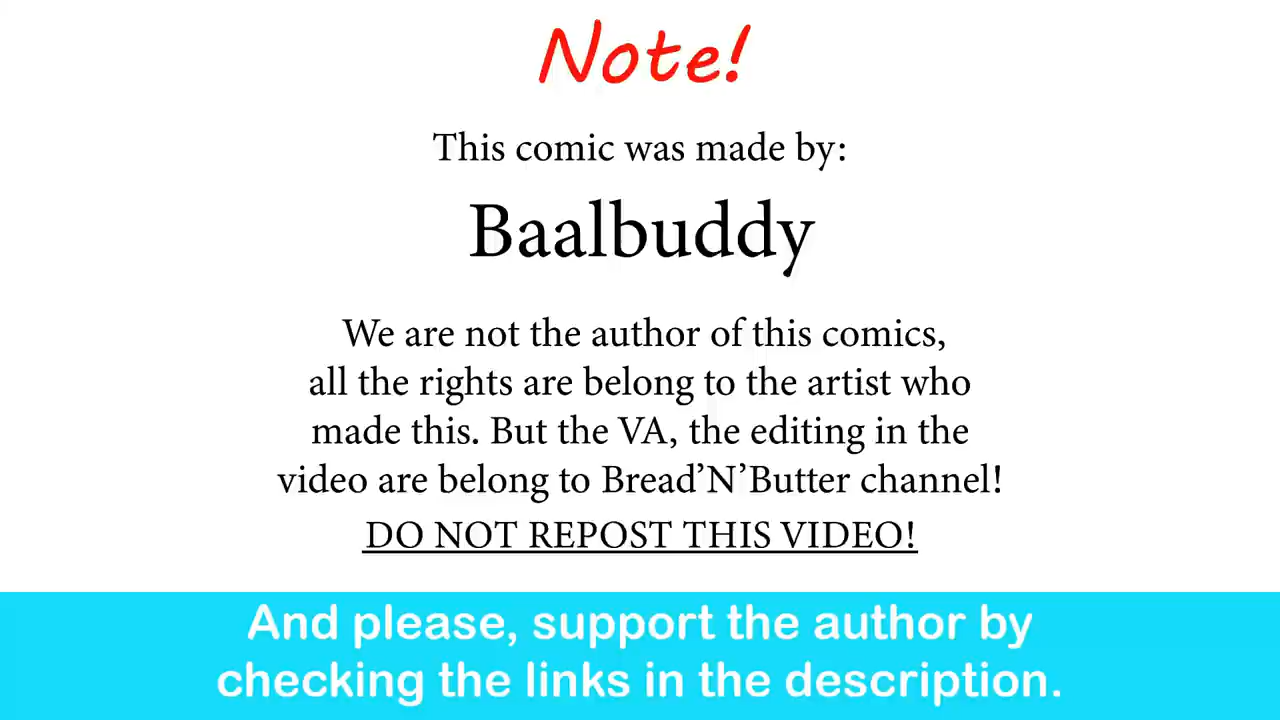 Note!
This comic was made by:
Baalbuddy
We are not the author of this comics,
all the rights are belong to the artist who
made this. But the VA, the editing in the
video are belong to Bread’N’Butter channel!
DO NOT REPOST THIS VIDEO!
And please, support the author by
checking the links in the description.